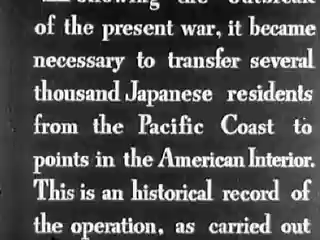 of the present war, it became
necessary to transfer several
thousand Japanese residents
from the Pacific Coast to
points in the American Interior.
This is an historical record of
the operation, as carried out